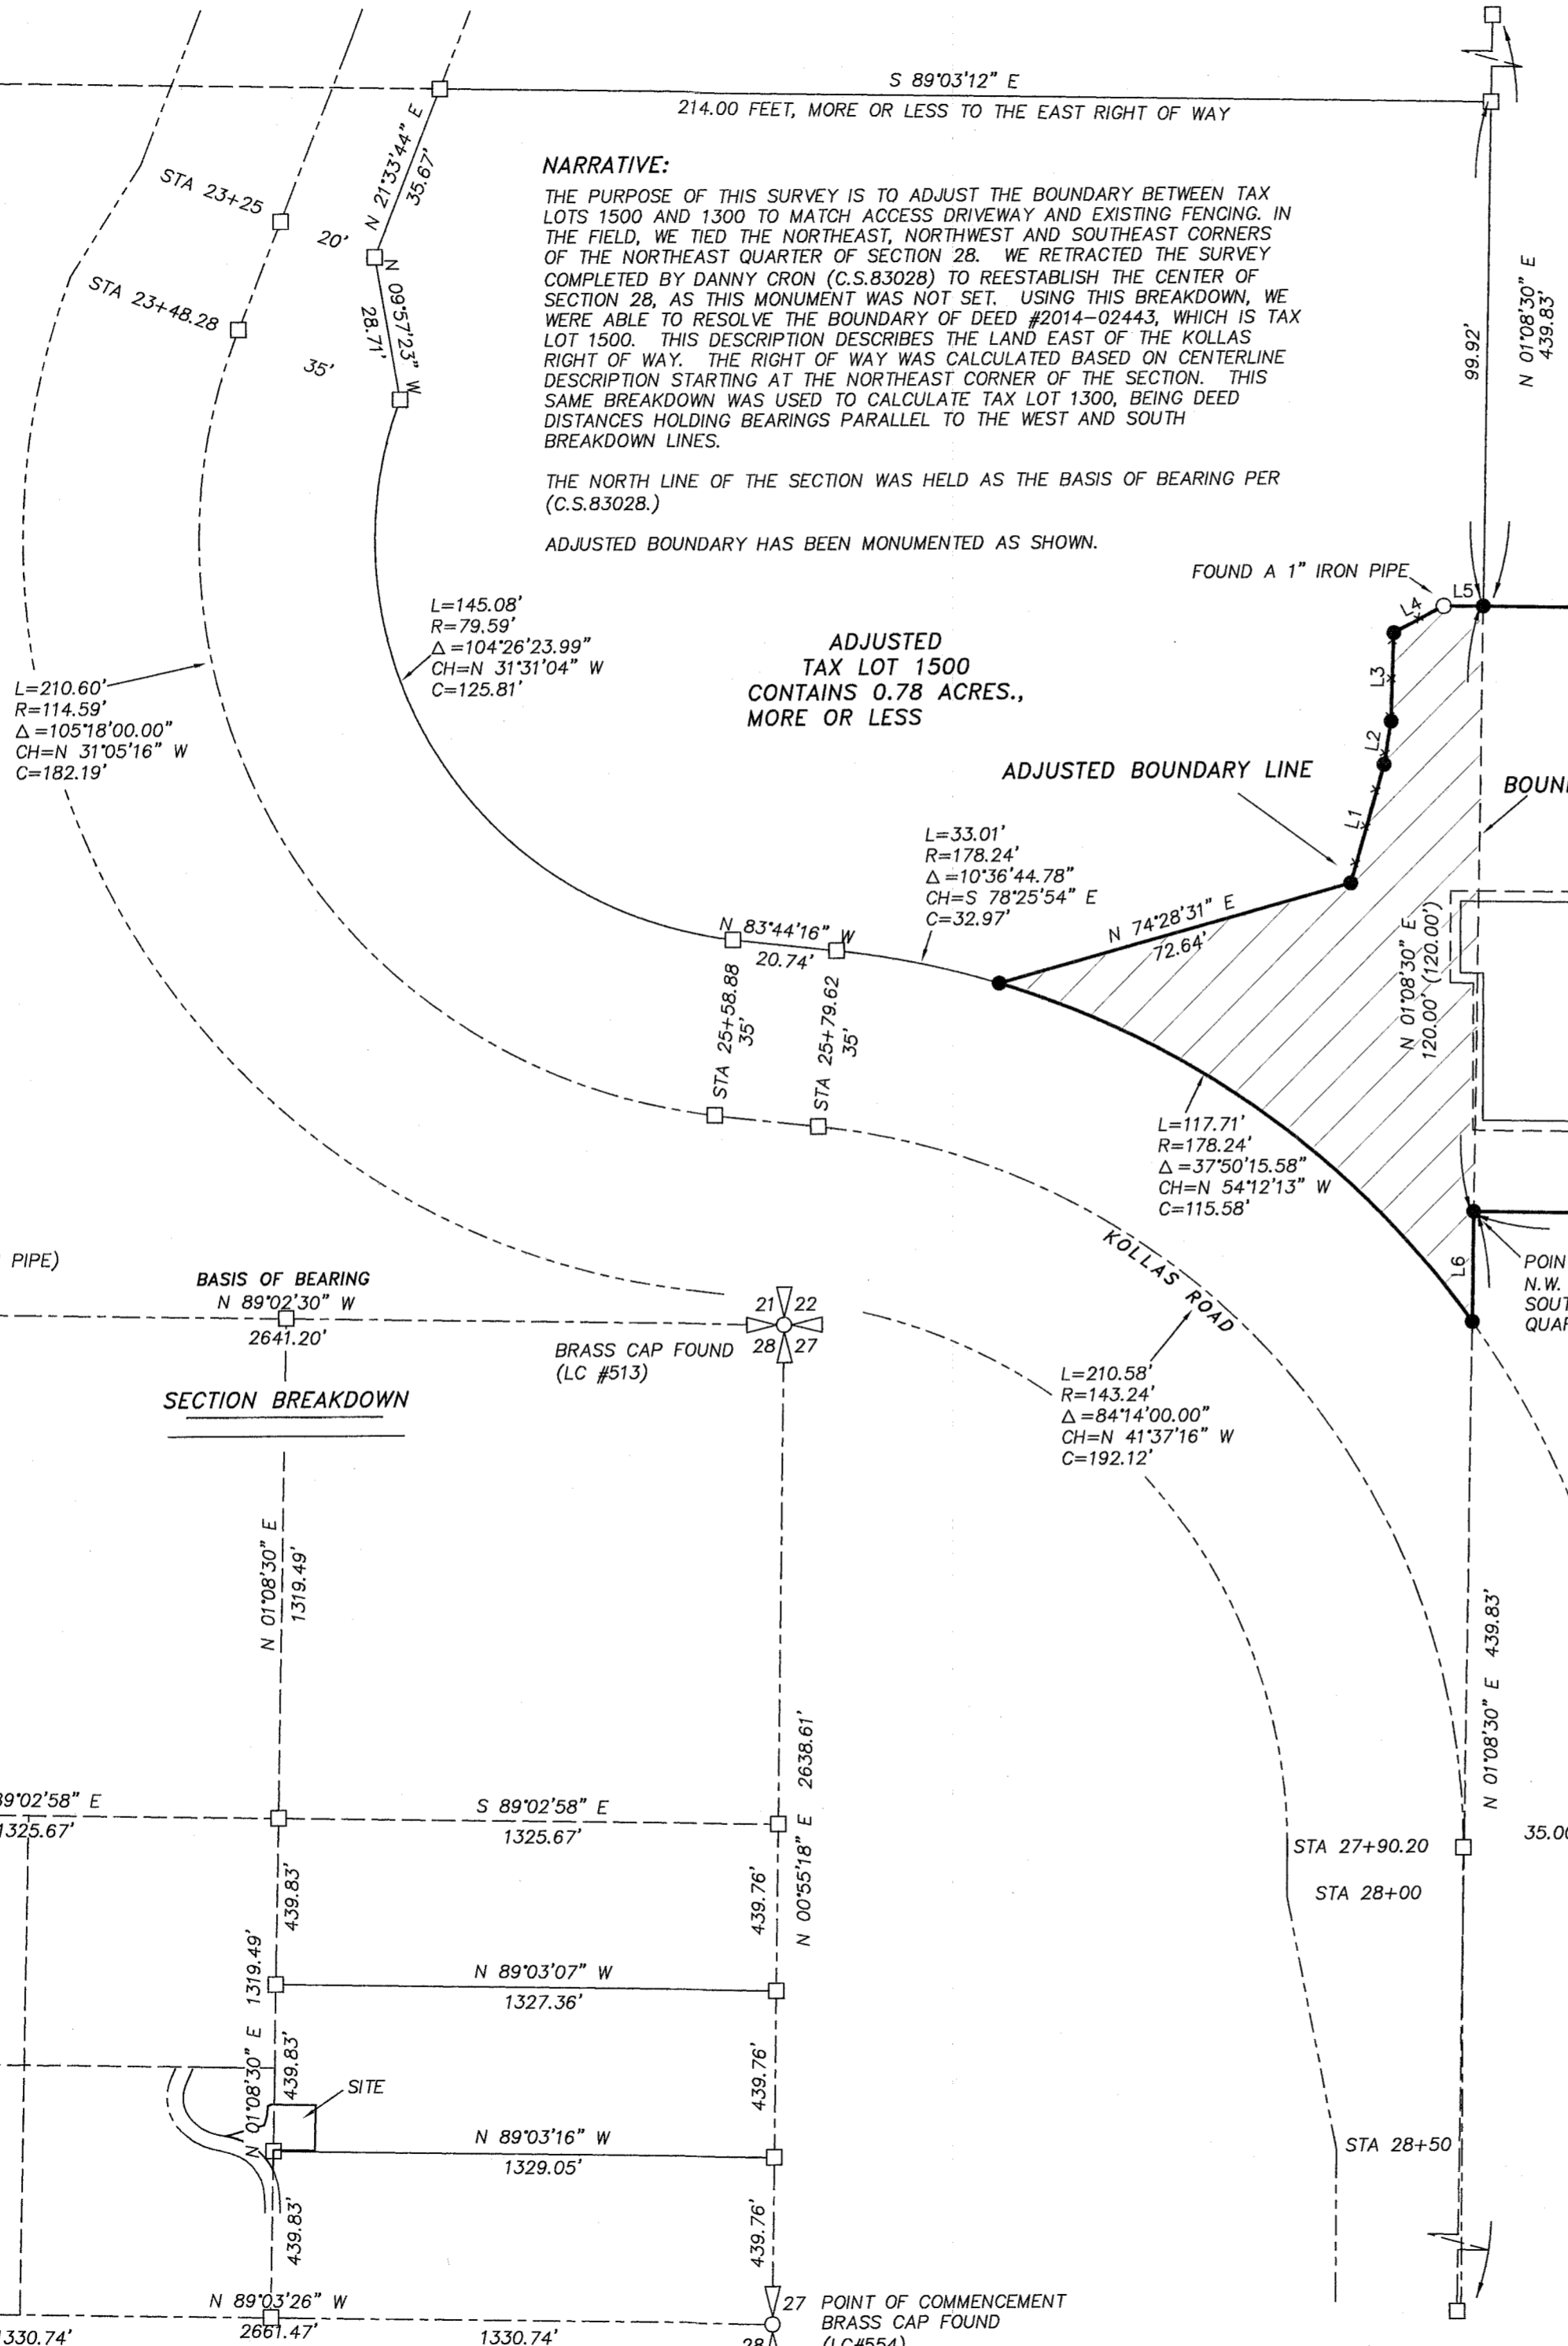 S 89°03'12" E
214.00 FEET, MORE OR LESS TO THE EAST RIGHT OF WAY
N 21°33'44" E
35.67'
STA 23+25
20'
STA 23+48.28
35'
N 09°57'23" W
28.71'
NARRATIVE:
THE PURPOSE OF THIS SURVEY IS TO ADJUST THE BOUNDARY BETWEEN TAX
LOTS 1500 AND 1300 TO MATCH ACCESS DRIVEWAY AND EXISTING FENCING. IN
THE FIELD, WE TIED THE NORTHEAST, NORTHWEST AND SOUTHEAST CORNERS
OF THE NORTHEAST QUARTER OF SECTION 28. WE RETRACTED THE SURVEY
COMPLETED BY DANNY CRON (C.S.83028) TO REESTABLISH THE CENTER OF
SECTION 28, AS THIS MONUMENT WAS NOT SET. USING THIS BREAKDOWN, WE
WERE ABLE TO RESOLVE THE BOUNDARY OF DEED #2014-02443, WHICH IS TAX
LOT 1500. THIS DESCRIPTION DESCRIBES THE LAND EAST OF THE KOLLAS
RIGHT OF WAY. THE RIGHT OF WAY WAS CALCULATED BASED ON CENTERLINE
DESCRIPTION STARTING AT THE NORTHEAST CORNER OF THE SECTION. THIS
SAME BREAKDOWN WAS USED TO CALCULATE TAX LOT 1300, BEING DEED
DISTANCES HOLDING BEARINGS PARALLEL TO THE WEST AND SOUTH
BREAKDOWN LINES.
THE NORTH LINE OF THE SECTION WAS HELD AS THE BASIS OF BEARING PER
(C.S.83028.)
ADJUSTED BOUNDARY HAS BEEN MONUMENTED AS SHOWN.
99.92'
N 01°08'30" E
439.83'
FOUND A 1" IRON PIPE
L5
L4
L3
L2
L1
L=145.08'
R=79.59'
Δ=104°26'23.99"
CH=N 31°31'04" W
C=125.81'
ADJUSTED
TAX LOT 1500
CONTAINS 0.78 ACRES.,
MORE OR LESS
L=210.60'
R=114.59'
Δ=105°18'00.00"
CH=N 31°05'16" W
C=182.19'
ADJUSTED BOUNDARY LINE
BOUN
L=33.01'
R=178.24'
Δ=10°36'44.78"
CH=S 78°25'54" E
C=32.97'
N 83°44'16" W
20.74'
N 74°28'31" E
72.64'
N 01°08'30" E
120.00' (120.00')
STA 25+58.88
35'
STA 25+79.62
35'
L=117.71'
R=178.24'
Δ=37°50'15.58"
CH=N 54°12'13" W
C=115.58'
KOLLAS ROAD
L6
POIN
N.W.
SOUT
QUAR
PIPE)
BASIS OF BEARING
N 89°02'30" W
2641.20'
21 22
28 27
BRASS CAP FOUND
(LC #513)
SECTION BREAKDOWN
L=210.58'
R=143.24'
Δ=84°14'00.00"
CH=N 41°37'16" W
C=192.12'
N 01°08'30" E
1319.49'
N 00°55'18" E 2638.61'
N 01°08'30" E 439.83'
89°02'58" E
1325.67'
S 89°02'58" E
1325.67'
STA 27+90.20
35.00
STA 28+00
439.83'
439.76'
N 89°03'07" W
1327.36'
N 01°08'30" E 1319.49'
439.83'
439.76'
SITE
N 89°03'16" W
1329.05'
STA 28+50
439.83'
439.76'
N 89°03'26" W
2661.47'
1330.74'
1330.74'
27
28
POINT OF COMMENCEMENT
BRASS CAP FOUND
(LC#554)